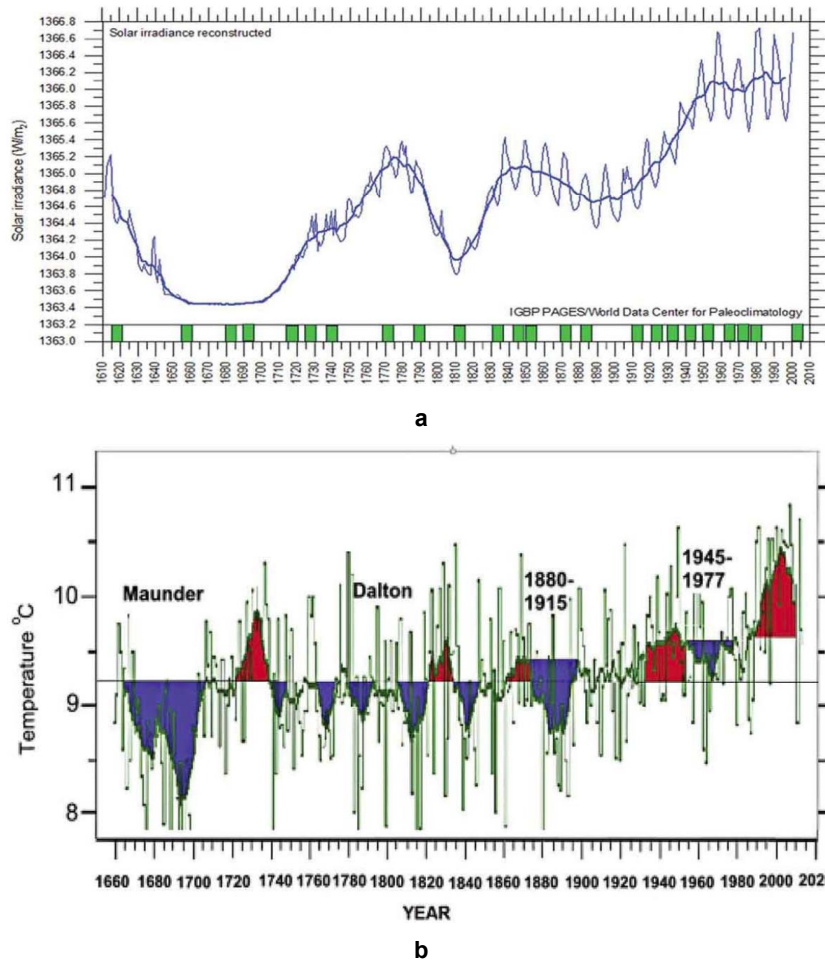 1366.8
1366.6
1366.4
1366.2
1366.0
1365.8
1365.6
1365.4
1365.2
1365.0
1364.8
1364.6
1364.4
1364.2
1364.0
1363.8
1363.6
1363.4
1363.2
1363.0
Solar irradiance (W/m2)
Solar irradiance reconstructed
IGBP PAGES/World Data Center for Paleoclimatology
1610 1620 1630 1640 1650 1660 1670 1680 1690 1700 1710 1720 1730 1740 1750 1760 1770 1780 1790 1800 1810 1820 1830 1840 1850 1860 1870 1880 1890 1900 1910 1920 1930 1940 1950 1960 1970 1980 1990 2000 2010
a
11
10
9
8
Temperature °C
Maunder
Dalton
1880-
1915
1945-
1977
1660 1680 1700 1720 1740 1760 1780 1800 1820 1840 1860 1880 1900 1920 1940 1960 1980 2000 202
YEAR
b